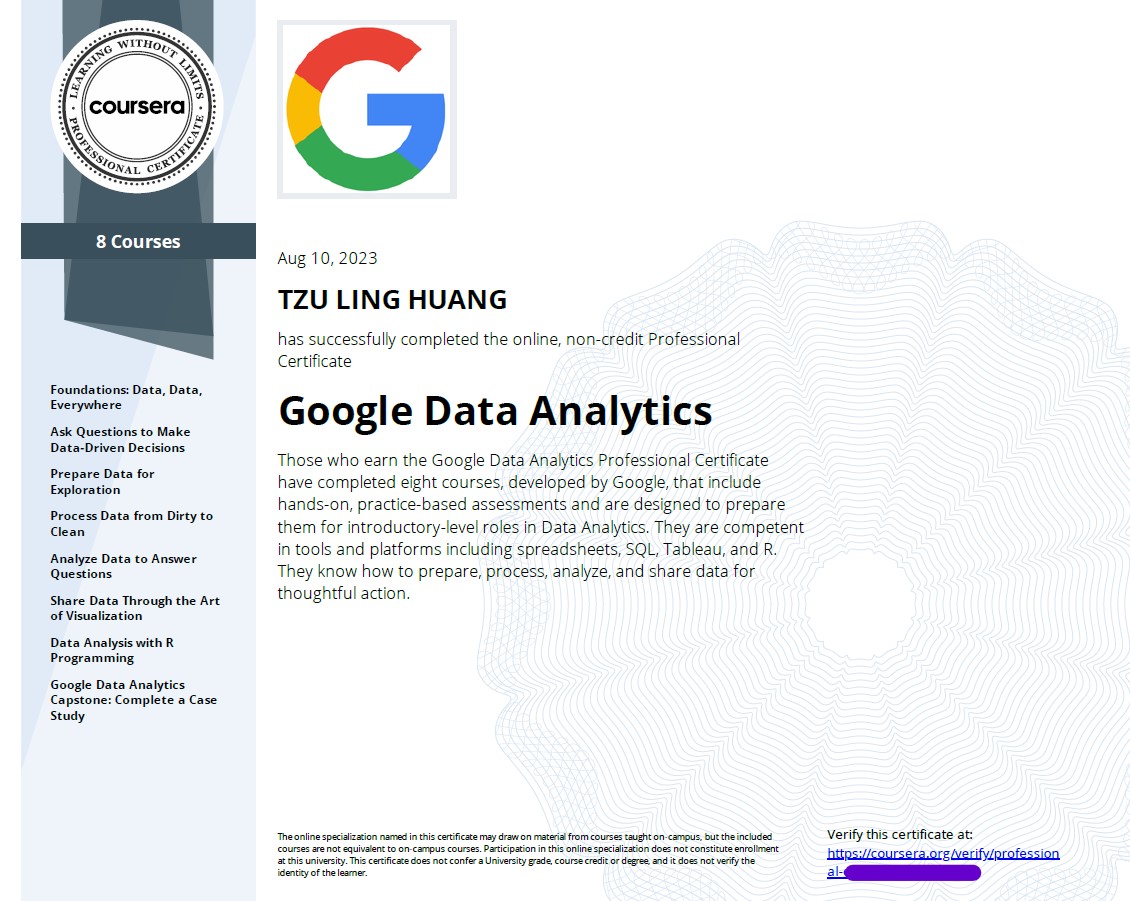 LEARNING WITHOUT LIMITS
coursera
PROFESSIONAL CERTIFICATE
8 Courses
Foundations: Data, Data,
Everywhere
Ask Questions to Make
Data-Driven Decisions
Prepare Data for
Exploration
Process Data from Dirty to
Clean
Analyze Data to Answer
Questions
Share Data Through the Art
of Visualization
Data Analysis with R
Programming
Google Data Analytics
Capstone: Complete a Case
Study
Aug 10, 2023
TZU LING HUANG
has successfully completed the online, non-credit Professional
Certificate
Google Data Analytics
Those who earn the Google Data Analytics Professional Certificate
have completed eight courses, developed by Google, that include
hands-on, practice-based assessments and are designed to prepare
them for introductory-level roles in Data Analytics. They are competent
in tools and platforms including spreadsheets, SQL, Tableau, and R.
They know how to prepare, process, analyze, and share data for
thoughtful action.
The online specialization named in this certificate may draw on material from courses taught on-campus, but the included
courses are not equivalent to on-campus courses. Participation in this online specialization does not constitute enrollment
at this university. This certificate does not confer a University grade, course credit or degree, and it does not verify the
identity of the learner.
Verify this certificate at:
https://coursera.org/verify/profession
al-